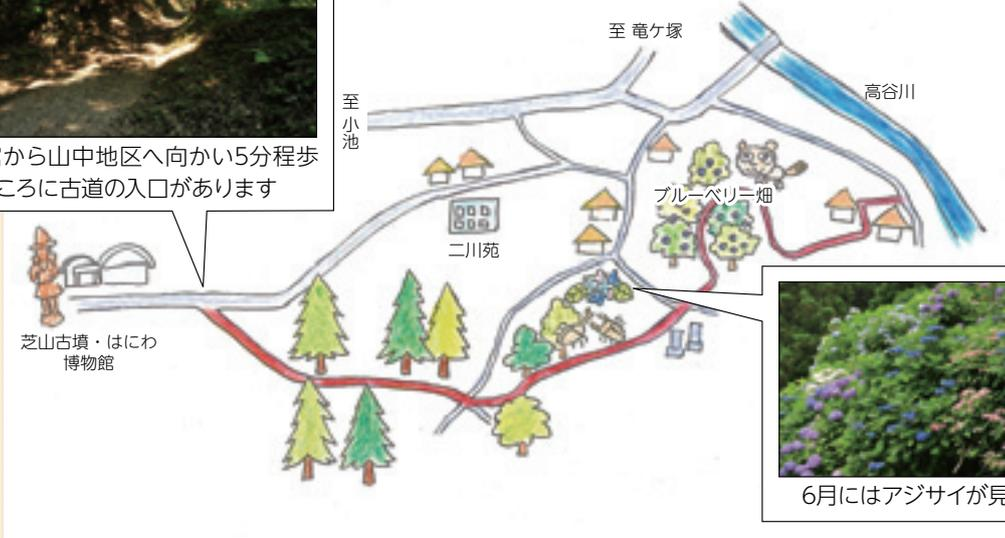 至 竜ケ塚
高谷川
至 小池
から山中地区へ向かい5分程歩
ころに古道の入口があります
ブルーベリー畑
二川苑
芝山古墳・はにわ
博物館
6月にはアジサイが見